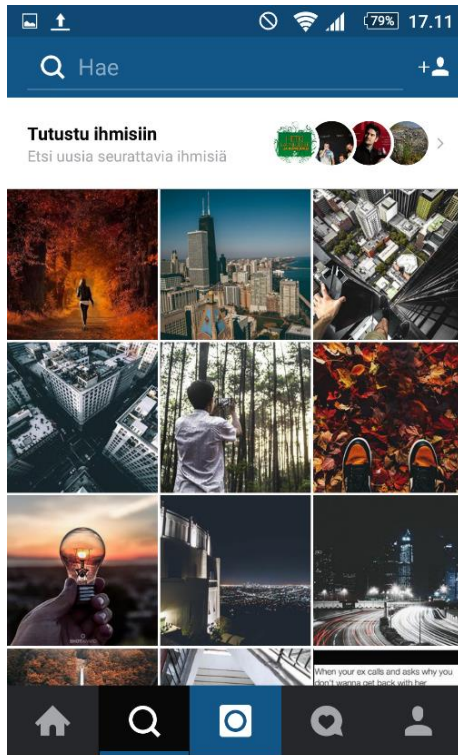 79% 17.11
Hae
Tutustu ihmisiin
Etsi uusia seurattavia ihmisiä
When your ex calls and asks why you
don't wanna get back with her